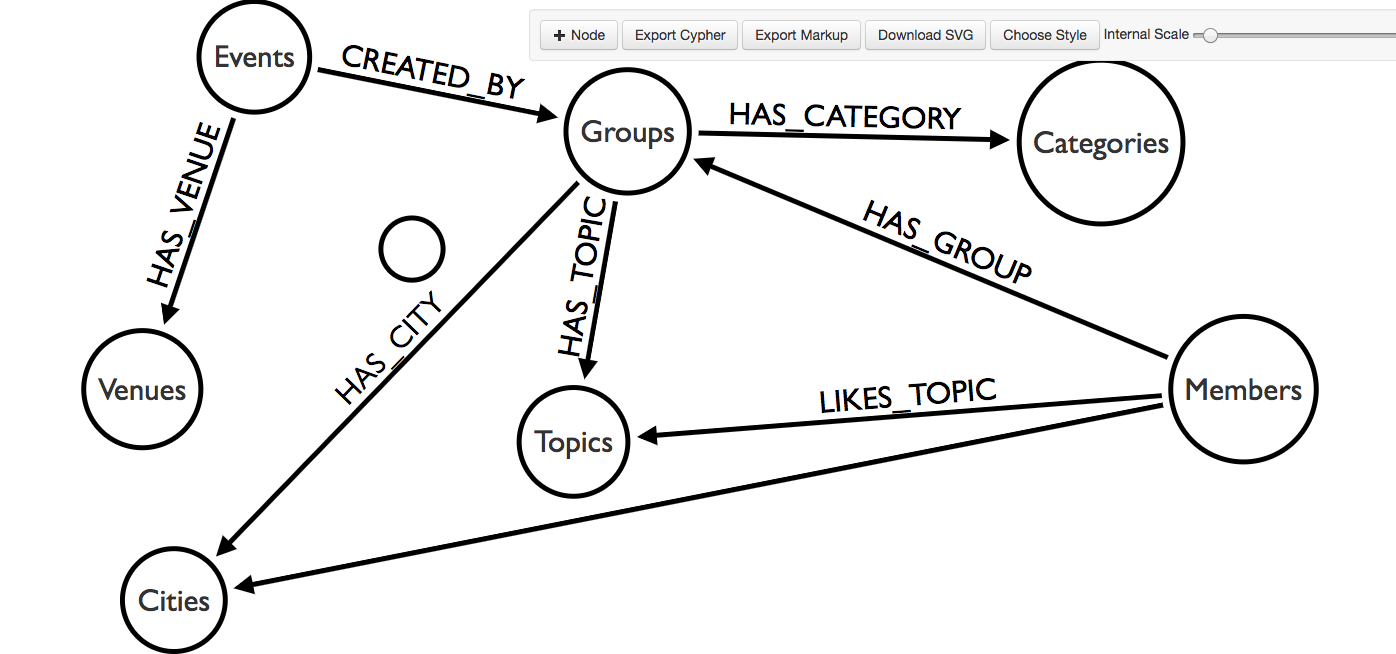 + Node
Export Cypher
Export Markup
Download SVG
Choose Style
Internal Scale
Events
CREATED_BY
Groups
HAS_CATEGORY
Categories
HAS_VENUE
HAS_CITY
HAS_TOPIC
HAS_GROUP
Venues
LIKES_TOPIC
Members
Topics
Cities